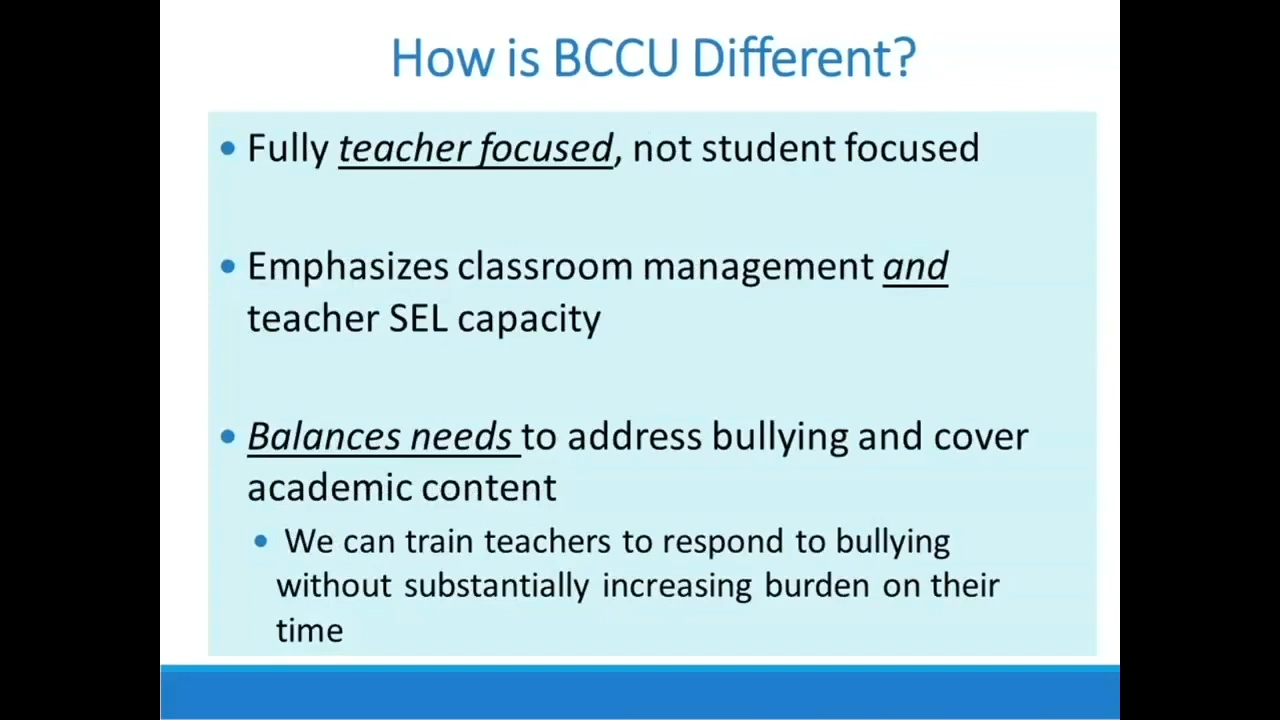 How is BCCU Different?
• Fully teacher focused, not student focused
• Emphasizes classroom management and
teacher SEL capacity
• Balances needs to address bullying and cover
academic content
• We can train teachers to respond to bullying
without substantially increasing burden on their
time